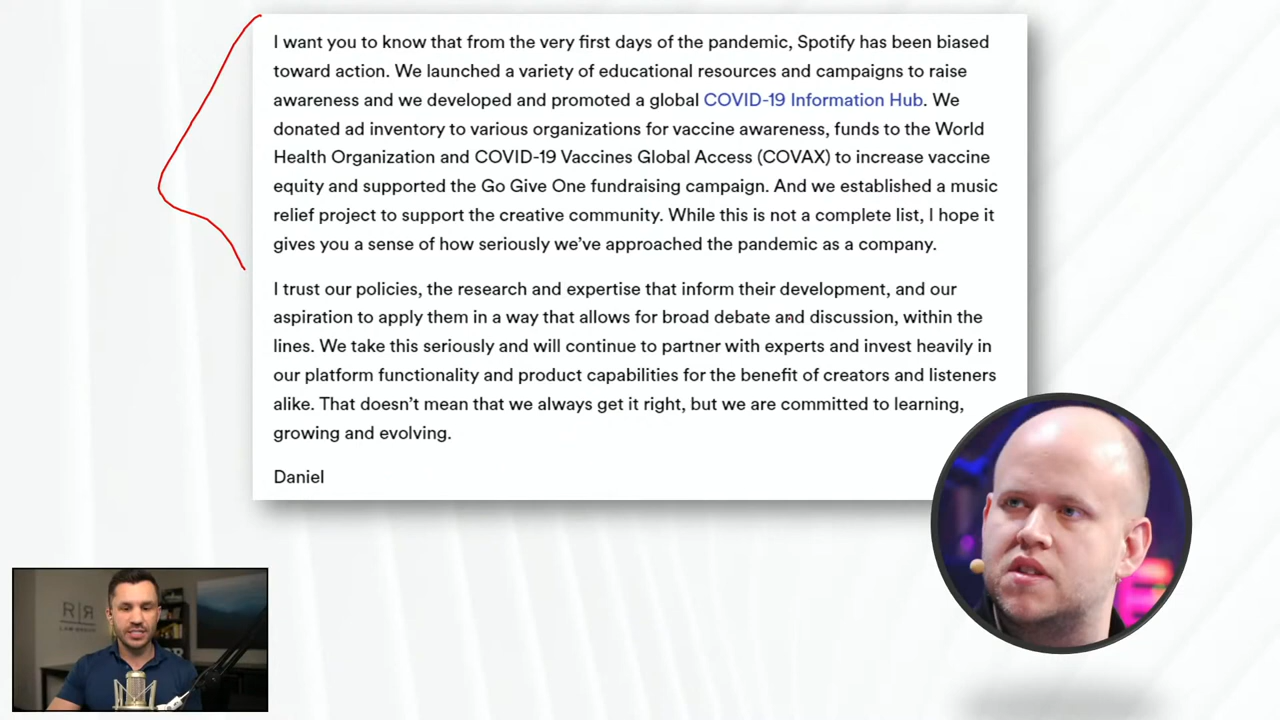 I want you to know that from the very first days of the pandemic, Spotify has been biased
toward action. We launched a variety of educational resources and campaigns to raise
awareness and we developed and promoted a global COVID-19 Information Hub. We
donated ad inventory to various organizations for vaccine awareness, funds to the World
Health Organization and COVID-19 Vaccines Global Access (COVAX) to increase vaccine
equity and supported the Go Give One fundraising campaign. And we established a music
relief project to support the creative community. While this is not a complete list, I hope it
gives you a sense of how seriously we’ve approached the pandemic as a company.
I trust our policies, the research and expertise that inform their development, and our
aspiration to apply them in a way that allows for broad debate and discussion, within the
lines. We take this seriously and will continue to partner with experts and invest heavily in
our platform functionality and product capabilities for the benefit of creators and listeners
alike. That doesn’t mean that we always get it right, but we are committed to learning,
growing and evolving.
Daniel
R|R
LAW GROUP